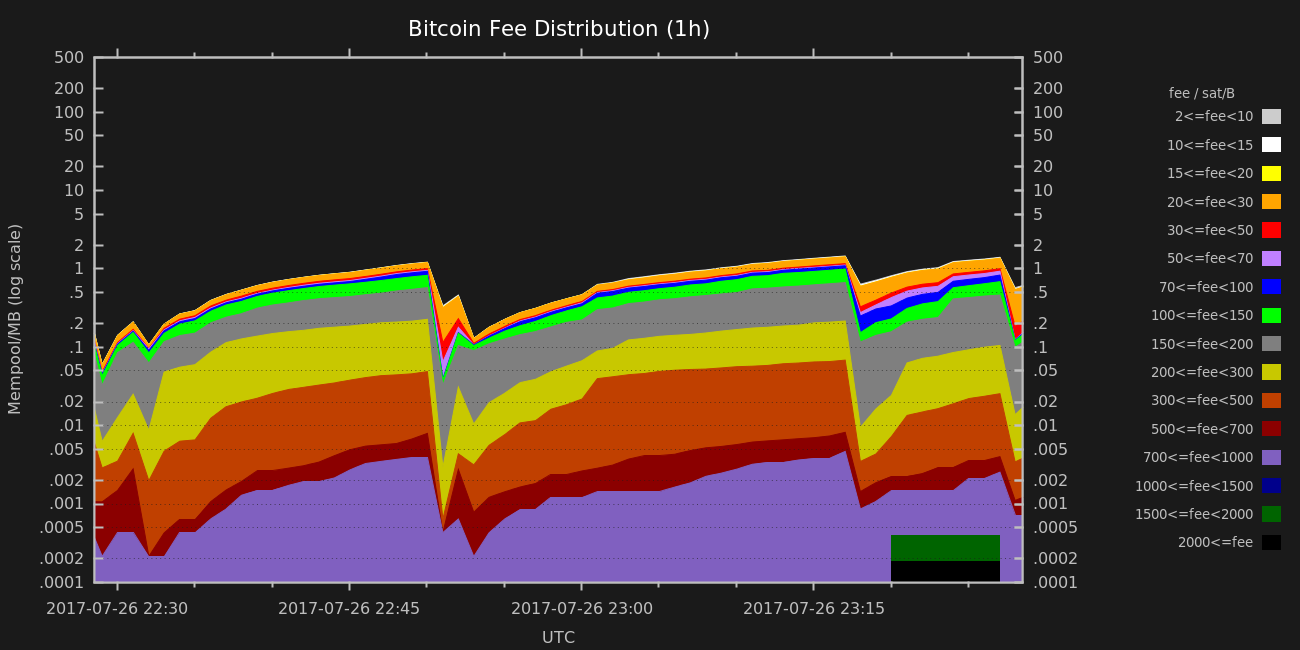 Bitcoin Fee Distribution (1h)
500 500
200 200
100 100
50 50
20 20
10 10
5 5
2 2
1 1
.5 .5
.2 .2
.1 .1
.05 .05
.02 .02
.01 .01
.005 .005
.002 .002
.001 .001
.0005 .0005
.0002 .0002
.0001 .0001
Mempool/MB (log scale)
2017-07-26 22:30 2017-07-26 22:45 2017-07-26 23:00 2017-07-26 23:15
UTC
fee / sat/B
2<=fee<10
10<=fee<15
15<=fee<20
20<=fee<30
30<=fee<50
50<=fee<70
70<=fee<100
100<=fee<150
150<=fee<200
200<=fee<300
300<=fee<500
500<=fee<700
700<=fee<1000
1000<=fee<1500
1500<=fee<2000
2000<=fee